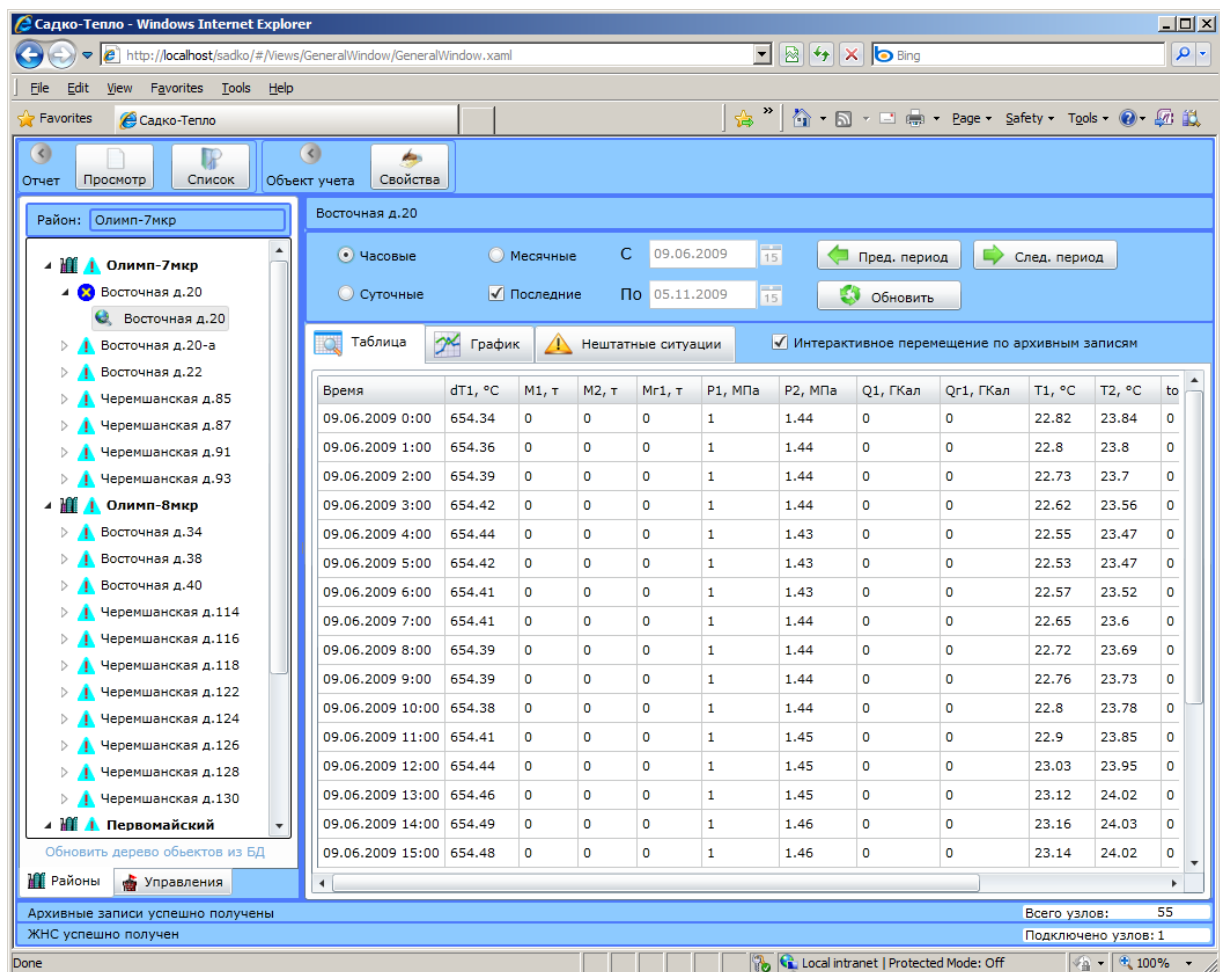 Садко-Тепло - Windows Internet Explorer
http://localhost/sadko/#/Views/GeneralWindow/GeneralWindow.xaml
Bing
File Edit View Favorites Tools Help
Favorites Садко-Тепло » Page Safety Tools
Отчет Просмотр Список Объект учета Свойства
Район: Олимп-7мкр
Олимп-7мкр
Восточная д.20
Восточная д.20
Восточная д.20-а
Восточная д.22
Черемшанская д.85
Черемшанская д.87
Черемшанская д.91
Черемшанская д.93
Олимп-8мкр
Восточная д.34
Восточная д.38
Восточная д.40
Черемшанская д.114
Черемшанская д.116
Черемшанская д.118
Черемшанская д.122
Черемшанская д.124
Черемшанская д.126
Черемшанская д.128
Черемшанская д.130
Первомайский
Обновить дерево обьектов из БД
Районы Управления
Восточная д.20
Часовые Месячные С 09.06.2009 15 Пред. период След. период
Суточные Последние По 05.11.2009 15 Обновить
Таблица График Нештатные ситуации Интерактивное перемещение по архивным записям
Время dT1, °C M1, т M2, т Mг1, т P1, МПа P2, МПа Q1, ГКал Qг1, ГКал T1, °C T2, °C to
09.06.2009 0:00 654.34 0 0 0 1 1.44 0 0 22.82 23.84 0
09.06.2009 1:00 654.36 0 0 0 1 1.44 0 0 22.8 23.8 0
09.06.2009 2:00 654.39 0 0 0 1 1.44 0 0 22.73 23.7 0
09.06.2009 3:00 654.42 0 0 0 1 1.44 0 0 22.62 23.56 0
09.06.2009 4:00 654.44 0 0 0 1 1.43 0 0 22.55 23.47 0
09.06.2009 5:00 654.42 0 0 0 1 1.43 0 0 22.53 23.47 0
09.06.2009 6:00 654.41 0 0 0 1 1.43 0 0 22.57 23.52 0
09.06.2009 7:00 654.41 0 0 0 1 1.44 0 0 22.65 23.6 0
09.06.2009 8:00 654.39 0 0 0 1 1.44 0 0 22.72 23.69 0
09.06.2009 9:00 654.39 0 0 0 1 1.44 0 0 22.76 23.73 0
09.06.2009 10:00 654.38 0 0 0 1 1.44 0 0 22.8 23.78 0
09.06.2009 11:00 654.41 0 0 0 1 1.45 0 0 22.9 23.85 0
09.06.2009 12:00 654.44 0 0 0 1 1.45 0 0 23.03 23.95 0
09.06.2009 13:00 654.46 0 0 0 1 1.45 0 0 23.12 24.02 0
09.06.2009 14:00 654.49 0 0 0 1 1.46 0 0 23.16 24.03 0
09.06.2009 15:00 654.48 0 0 0 1 1.46 0 0 23.14 24.02 0
Архивные записи успешно получены Всего узлов: 55
ЖНС успешно получен Подключено узлов: 1
Done Local intranet | Protected Mode: Off 100%